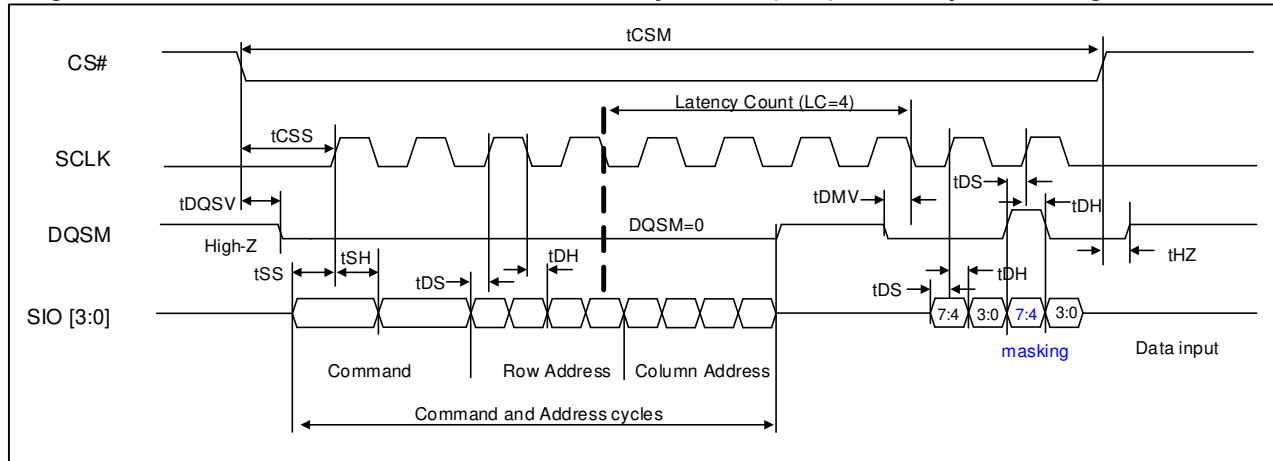 tCSM
CS#
Latency Count (LC=4)
tCSS
SCLK
tDS
tDQSV
tDMV
tDH
DQSM
DQSM=0
High-Z
tHZ
tSS
tSH
tDH
tDS
tDH
tDS
SIO [3:0]
7:4
3:0
7:4
3:0
masking
Data input
Command
Row Address
Column Address
Command and Address cycles